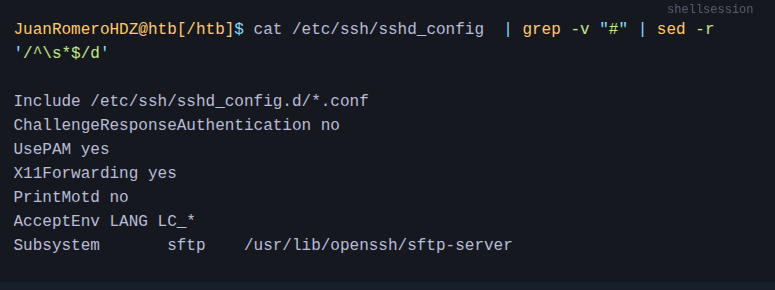 shellsession
JuanRomeroHDZ@htb[/htb]$ cat /etc/ssh/sshd_config  | grep -v "#" | sed -r
'/^\s*$/d'
Include /etc/ssh/sshd_config.d/*.conf
ChallengeResponseAuthentication no
UsePAM yes
X11Forwarding yes
PrintMotd no
AcceptEnv LANG LC_*
Subsystem       sftp    /usr/lib/openssh/sftp-server